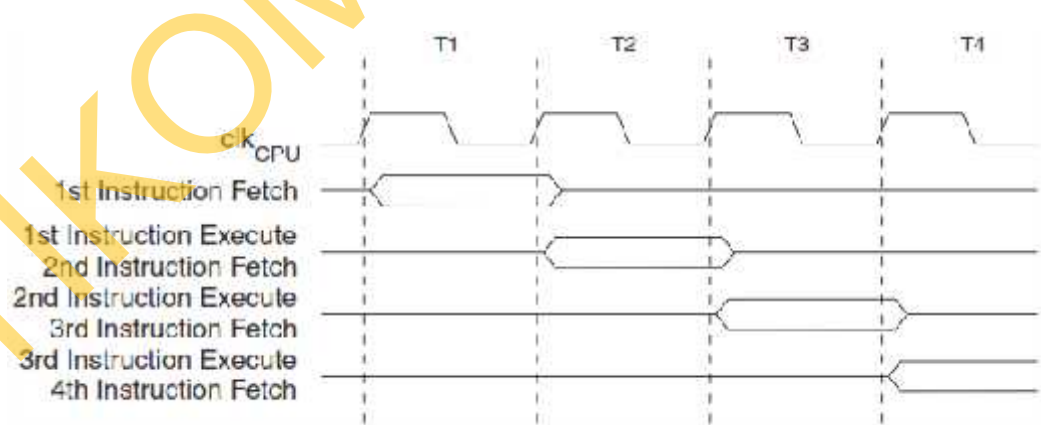 T1 T2 T3 T4
clkCPU
1st Instruction Fetch
1st Instruction Execute
2nd Instruction Fetch
2nd Instruction Execute
3rd Instruction Fetch
3rd Instruction Execute
4th Instruction Fetch
IKOM